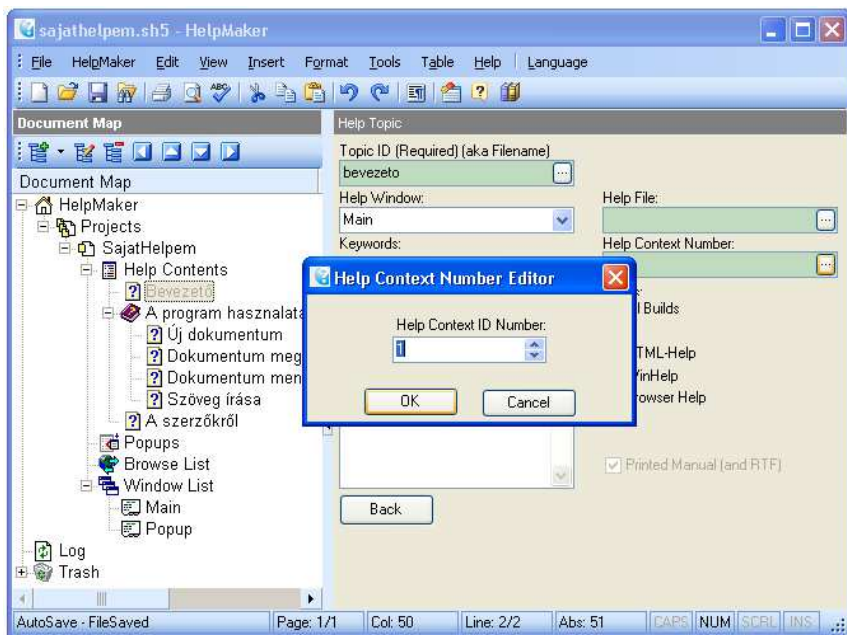 sajathelpem.sh5 - HelpMaker
File HelpMaker Edit View Insert Format Tools Table Help Language
Document Map
Help Topic
Topic ID (Required) (aka Filename)
bevezeto
Document Map
Help Window:
Help File:
Main
Keywords:
Help Context Number:
HelpMaker
Projects
SajatHelpem
Help Contents
Bevezető
A program használata
Új dokumentum
Dokumentum meg
Dokumentum men
Szöveg írása
A szerzőkről
Popups
Browse List
Window List
Main
Popup
Log
Trash
Help Context Number Editor
Help Context ID Number:
1
OK
Cancel
Builds
TML-Help
inHelp
rowser Help
Printed Manual (and RTF)
Back
AutoSave - FileSaved
Page: 1/1
Col: 50
Line: 2/2
Abs: 51
CAPS
NUM
SCRL
INS